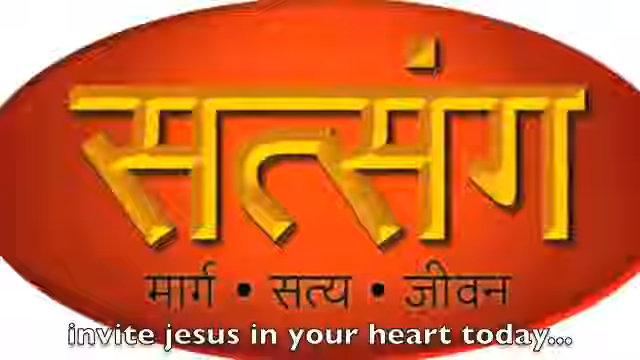 सत्संग
मार्ग • सत्य • जीवन
invite jesus in your heart today...